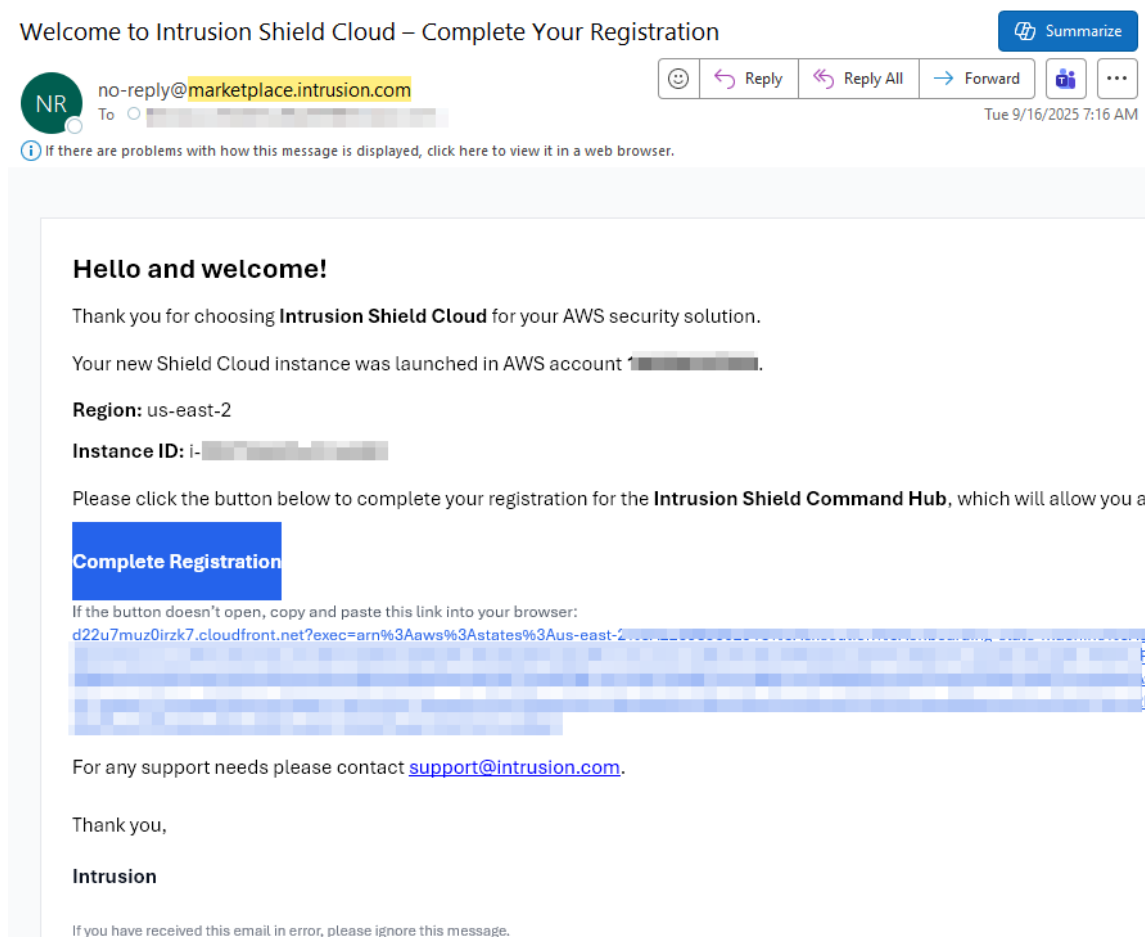 Welcome to Intrusion Shield Cloud – Complete Your Registration
Summarize
NR
no-reply@marketplace.intrusion.com
Reply
Reply All
Forward
To
Tue 9/16/2025 7:16 AM
If there are problems with how this message is displayed, click here to view it in a web browser.
Hello and welcome!
Thank you for choosing Intrusion Shield Cloud for your AWS security solution.
Your new Shield Cloud instance was launched in AWS account
Region: us-east-2
Instance ID: i-
Please click the button below to complete your registration for the Intrusion Shield Command Hub, which will allow you a
Complete Registration
If the button doesn't open, copy and paste this link into your browser:
d22u7muz0irzk7.cloudfront.net?exec=arn%3Aaws%3Astates%3Aus-east-2
For any support needs please contact support@intrusion.com.
Thank you,
Intrusion
If you have received this email in error, please ignore this message.